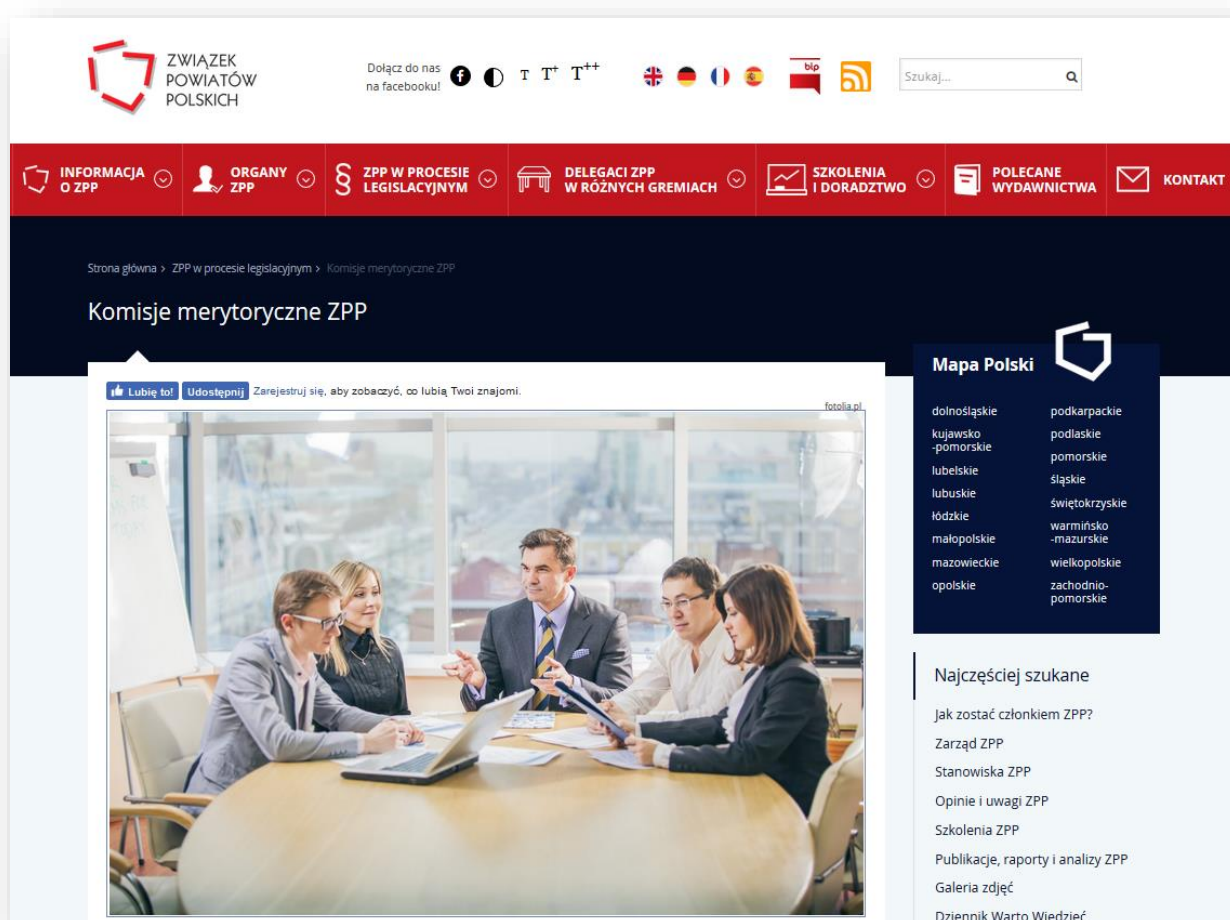 ZWIĄZEK
POWIATÓW
POLSKICH
Dołącz do nas
na facebooku!
T T+ T++
bip
Szukaj...
INFORMACJA
O ZPP
ORGANY
ZPP
§ ZPP W PROCESIE
LEGISLACYJNYM
DELEGACI ZPP
W RÓŻNYCH GREMIACH
SZKOLENIA
I DORADZTWO
POLECANE
WYDAWNICTWA
KONTAKT
Strona główna › ZPP w procesie legislacyjnym › Komisje merytoryczne ZPP
Komisje merytoryczne ZPP
Lubię to! Udostępnij Zarejestruj się, aby zobaczyć, co lubią Twoi znajomi.
fotolia.pl
Mapa Polski
dolnośląskie
kujawsko
-pomorskie
lubelskie
lubuskie
łódzkie
małopolskie
mazowieckie
opolskie
podkarpackie
podlaskie
pomorskie
śląskie
świętokrzyskie
warmińsko
-mazurskie
wielkopolskie
zachodnio-
pomorskie
Najczęściej szukane
Jak zostać członkiem ZPP?
Zarząd ZPP
Stanowiska ZPP
Opinie i uwagi ZPP
Szkolenia ZPP
Publikacje, raporty i analizy ZPP
Galeria zdjęć
Dziennik Warto Wiedzieć